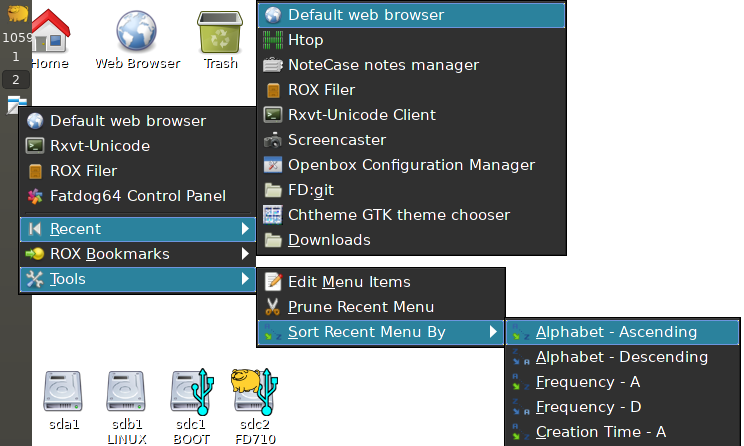 1059
1
2
Home
Web Browser
Trash
Default web browser
Htop
NoteCase notes manager
ROX Filer
Rxvt-Unicode Client
Screencaster
Openbox Configuration Manager
FD:git
Chtheme GTK theme chooser
Downloads
Default web browser
Rxvt-Unicode
ROX Filer
Fatdog64 Control Panel
Recent
ROX Bookmarks
Tools
Edit Menu Items
Prune Recent Menu
Sort Recent Menu By
Alphabet - Ascending
Alphabet - Descending
Frequency - A
Frequency - D
Creation Time - A
sda1
sdb1
LINUX
sdc1
BOOT
sdc2
FD710